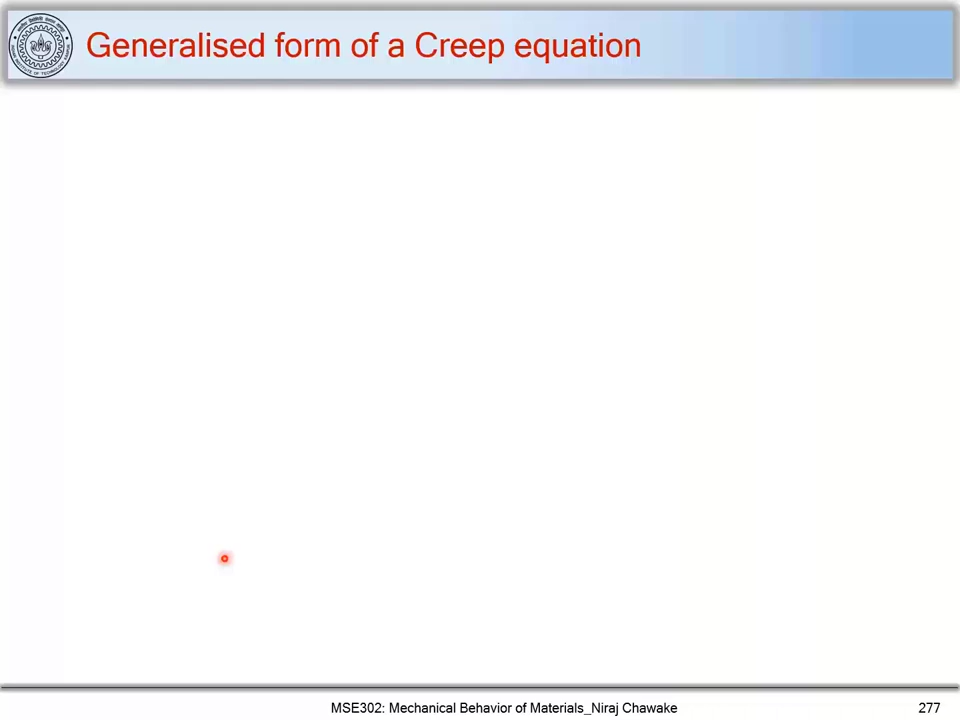 Generalised form of a Creep equation
MSE302: Mechanical Behavior of Materials_Niraj Chawake
277